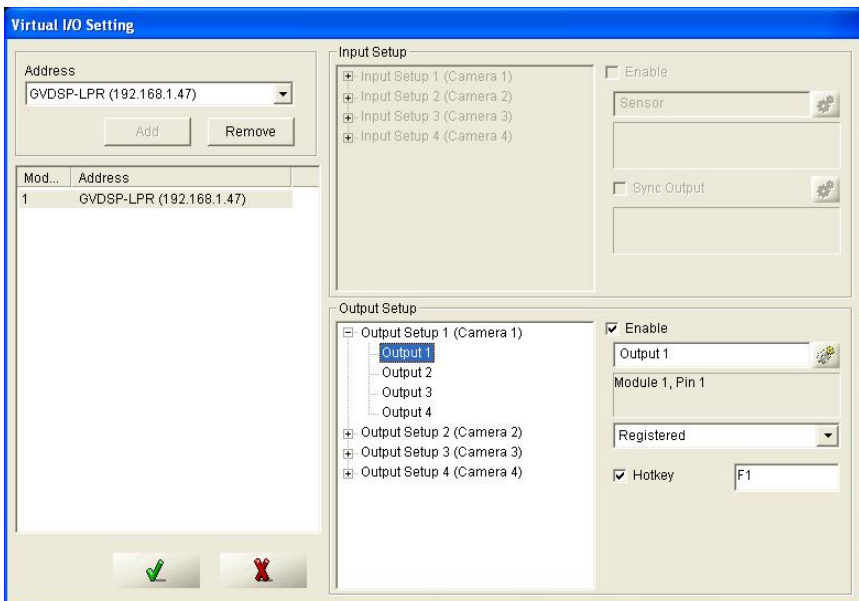 Virtual I/O Setting
Address
GVDSP-LPR (192.168.1.47)
Add
Remove
Mod... Address
1 GVDSP-LPR (192.168.1.47)
Input Setup
Input Setup 1 (Camera 1)
Input Setup 2 (Camera 2)
Input Setup 3 (Camera 3)
Input Setup 4 (Camera 4)
Enable
Sensor
Sync Output
Output Setup
Output Setup 1 (Camera 1)
Output 1
Output 2
Output 3
Output 4
Output Setup 2 (Camera 2)
Output Setup 3 (Camera 3)
Output Setup 4 (Camera 4)
Enable
Output 1
Module 1, Pin 1
Registered
Hotkey F1